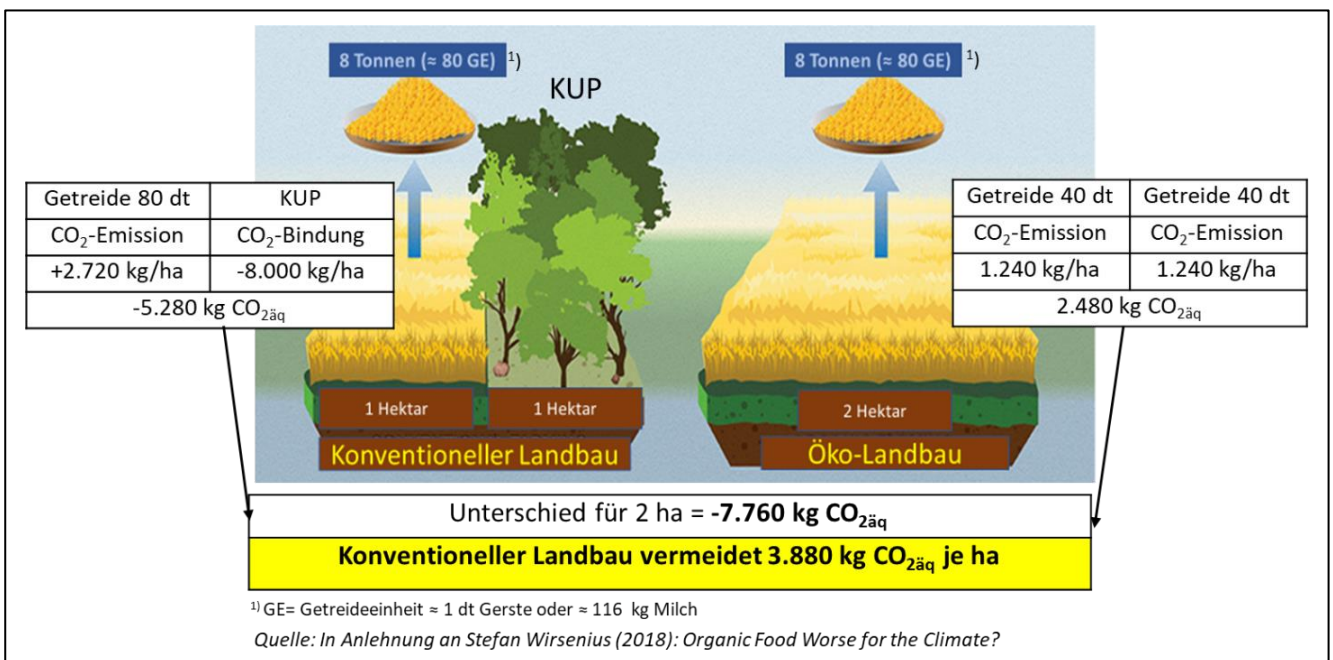 8 Tonnen (≈ 80 GE) 1)
KUP
8 Tonnen (≈ 80 GE) 1)
Getreide 80 dt KUP
CO₂-Emission CO₂-Bindung
+2.720 kg/ha -8.000 kg/ha
-5.280 kg CO₂äq
Getreide 40 dt Getreide 40 dt
CO₂-Emission CO₂-Emission
1.240 kg/ha 1.240 kg/ha
2.480 kg CO₂äq
1 Hektar 1 Hektar
Konventioneller Landbau
2 Hektar
Öko-Landbau
Unterschied für 2 ha = -7.760 kg CO₂äq
Konventioneller Landbau vermeidet 3.880 kg CO₂äq je ha
1) GE= Getreideeinheit ≈ 1 dt Gerste oder ≈ 116 kg Milch
Quelle: In Anlehnung an Stefan Wirsenius (2018): Organic Food Worse for the Climate?